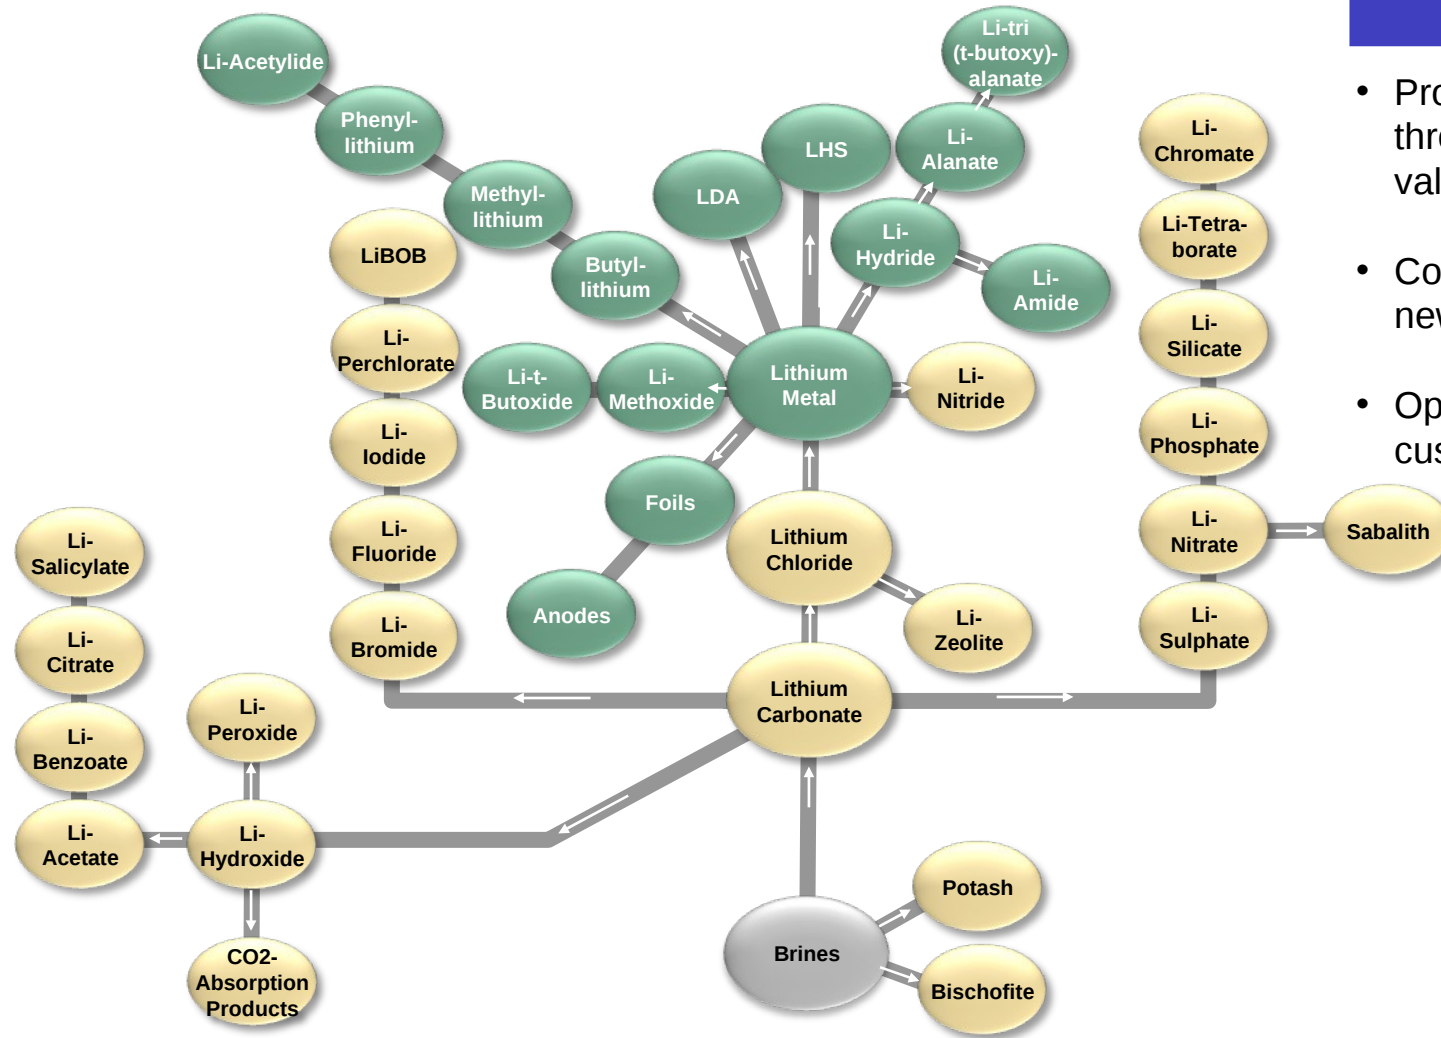 Li-tri
(t-butoxy)-
alanate
Li-Acetylide
Phenyl-
lithium
LHS
Li-
Alanate
Li-
Chromate
Methyl-
lithium
LDA
Li-
Hydride
Li-Tetra-
borate
LiBOB
Butyl-
lithium
Li-
Amide
Li-
Perchlorate
Li-
Silicate
Li-t-
Butoxide
Li-
Methoxide
Lithium
Metal
Li-
Nitride
Li-
Iodide
Li-
Phosphate
Foils
Li-
Fluoride
Lithium
Chloride
Li-
Nitrate
Sabalith
Li-
Salicylate
Anodes
Li-
Bromide
Li-
Zeolite
Li-
Sulphate
Li-
Citrate
Lithium
Carbonate
Li-
Peroxide
Li-
Benzoate
Li-
Acetate
Li-
Hydroxide
Potash
Brines
CO2-
Absorption
Products
Bischofite
•
•
•